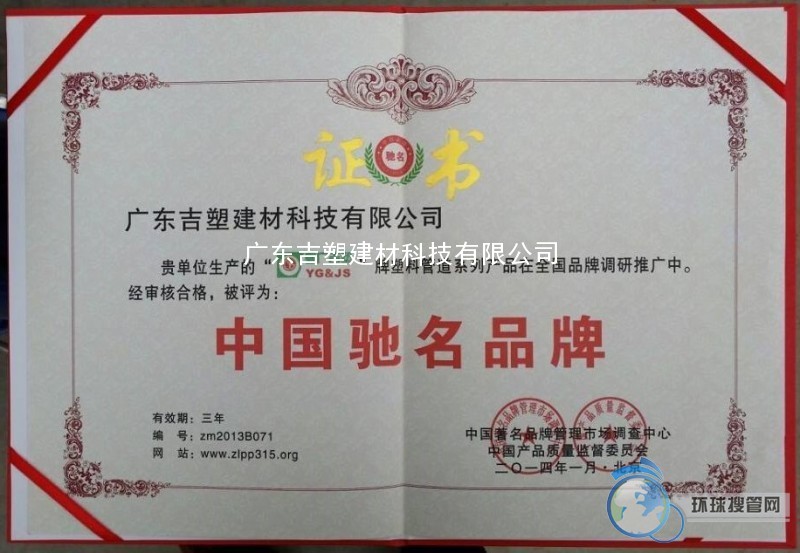 证 驰名 书
广东吉塑建材科技有限公司
广东吉塑建材科技有限公司
贵单位生产的“ YG&JS 牌塑料管道系列产品在全国品牌调研推广中。
经审核合格，被评为：
中国驰名品牌
有效期：三年
编 号：zm2013B071
网 站：www.zlpp315.org
中国著名品牌管理市场调查中心
中国产品质量监督委员会
二〇一四年一月·北京
环球搜管网